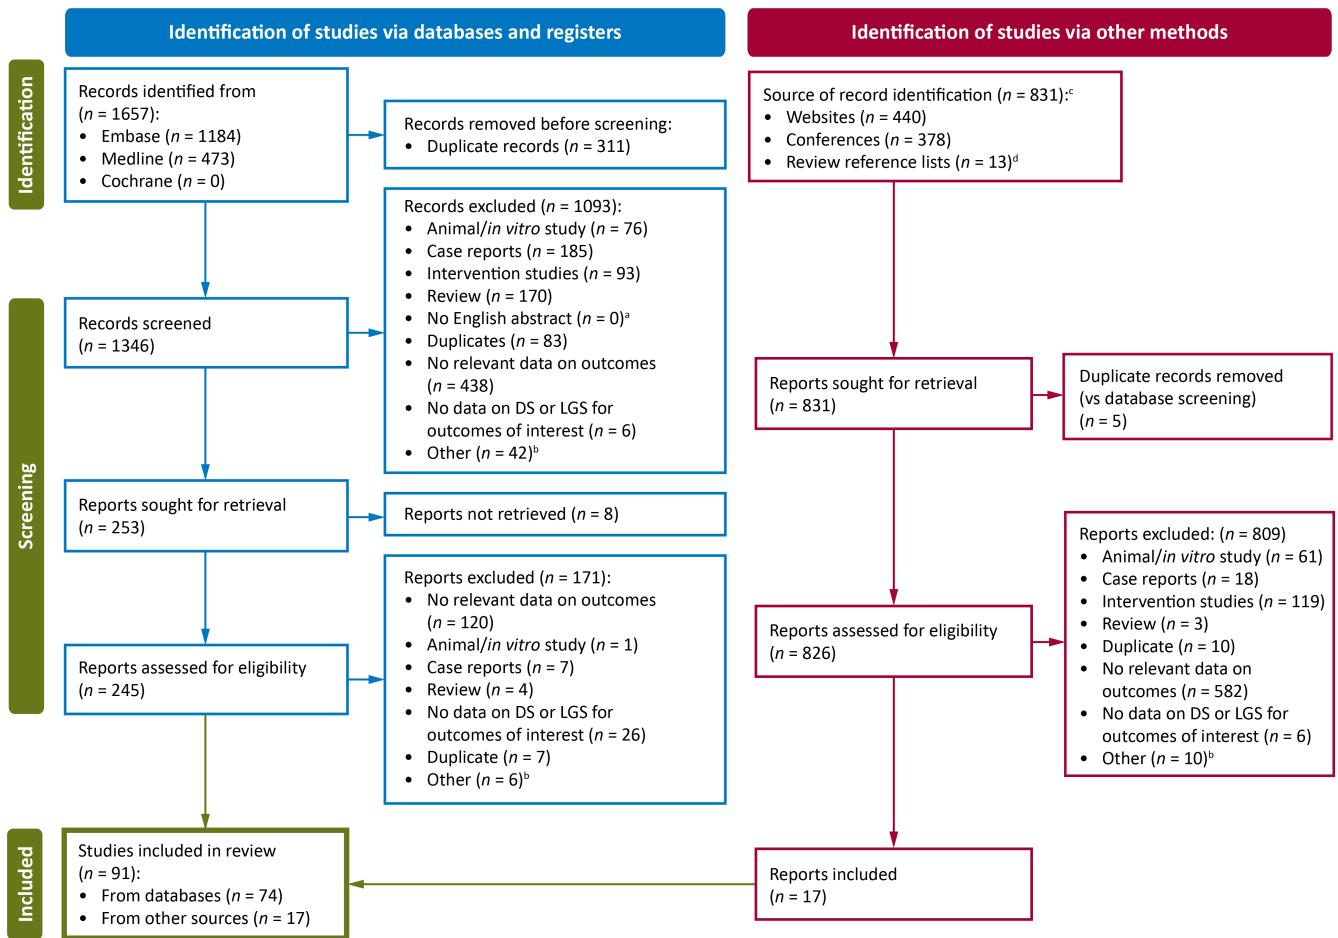 Identification of studies via databases and registers
Identification of studies via other methods
Identification
Records identified from
(n = 1657):
• Embase (n = 1184)
• Medline (n = 473)
• Cochrane (n = 0)
Records removed before screening:
• Duplicate records (n = 311)
Source of record identification (n = 831):ᶜ
• Websites (n = 440)
• Conferences (n = 378)
• Review reference lists (n = 13)ᵈ
Screening
Records screened
(n = 1346)
Records excluded (n = 1093):
• Animal/in vitro study (n = 76)
• Case reports (n = 185)
• Intervention studies (n = 93)
• Review (n = 170)
• No English abstract (n = 0)ᵃ
• Duplicates (n = 83)
• No relevant data on outcomes
(n = 438)
• No data on DS or LGS for
outcomes of interest (n = 6)
• Other (n = 42)ᵇ
Reports sought for retrieval
(n = 831)
Duplicate records removed
(vs database screening)
(n = 5)
Reports sought for retrieval
(n = 253)
Reports not retrieved (n = 8)
Reports assessed for eligibility
(n = 245)
Reports excluded (n = 171):
• No relevant data on outcomes
(n = 120)
• Animal/in vitro study (n = 1)
• Case reports (n = 7)
• Review (n = 4)
• No data on DS or LGS for
outcomes of interest (n = 26)
• Duplicate (n = 7)
• Other (n = 6)ᵇ
Reports assessed for eligibility
(n = 826)
Reports excluded: (n = 809)
• Animal/in vitro study (n = 61)
• Case reports (n = 18)
• Intervention studies (n = 119)
• Review (n = 3)
• Duplicate (n = 10)
• No relevant data on
outcomes (n = 582)
• No data on DS or LGS for
outcomes of interest (n = 6)
• Other (n = 10)ᵇ
Included
Studies included in review
(n = 91):
• From databases (n = 74)
• From other sources (n = 17)
Reports included
(n = 17)